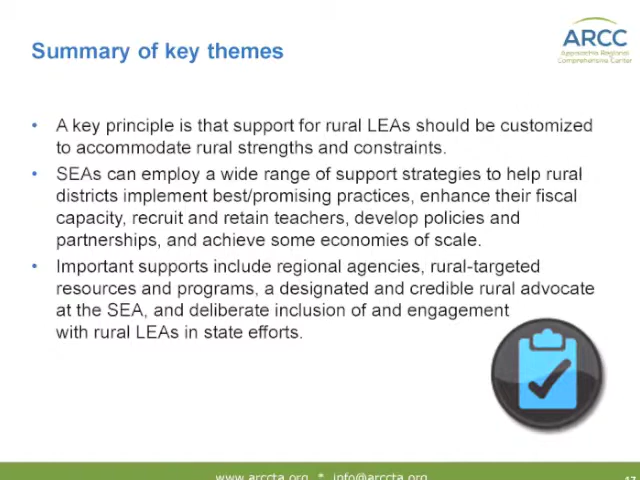 Summary of key themes
ARCC
Appalachia Regional
Comprehensive Center
• A key principle is that support for rural LEAs should be customized
to accommodate rural strengths and constraints.
• SEAs can employ a wide range of support strategies to help rural
districts implement best/promising practices, enhance their fiscal
capacity, recruit and retain teachers, develop policies and
partnerships, and achieve some economies of scale.
• Important supports include regional agencies, rural-targeted
resources and programs, a designated and credible rural advocate
at the SEA, and deliberate inclusion of and engagement
with rural LEAs in state efforts.
www.arccta.org * info@arccta.org